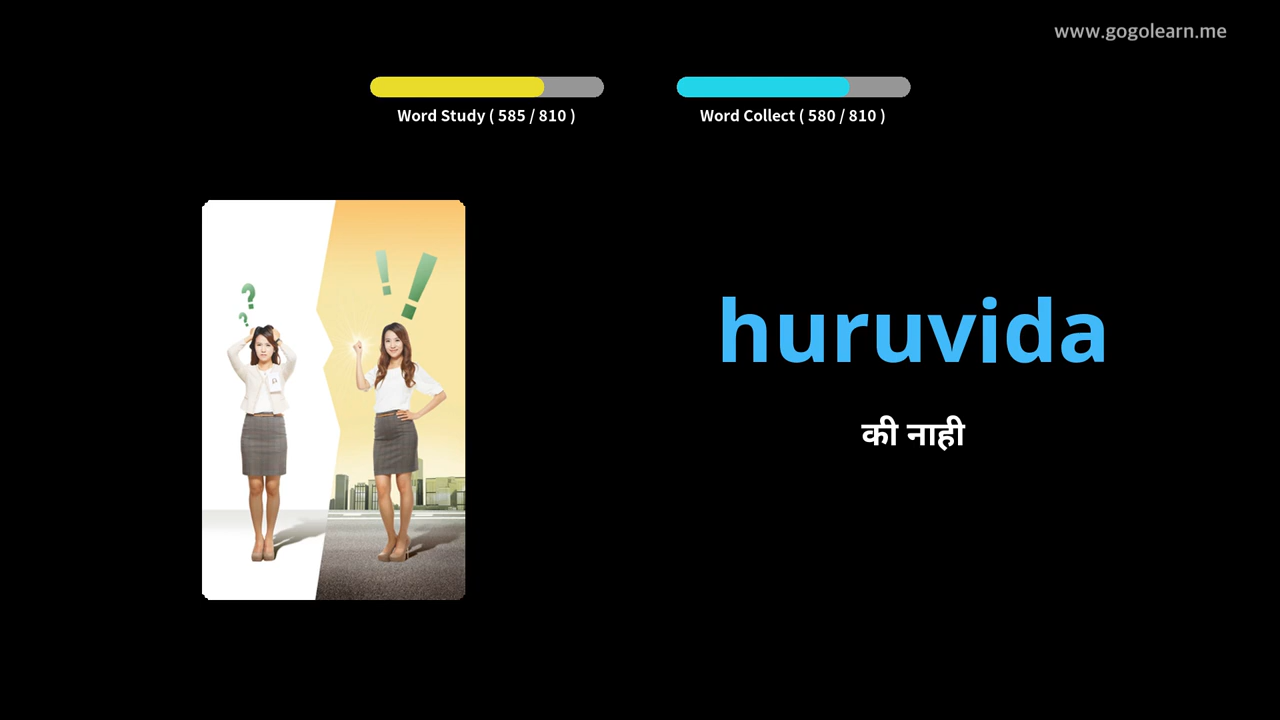 www.gogolearn.me
Word Study ( 585 / 810 )
Word Collect ( 580 / 810 )
? ?
! !
huruvida
की नाही